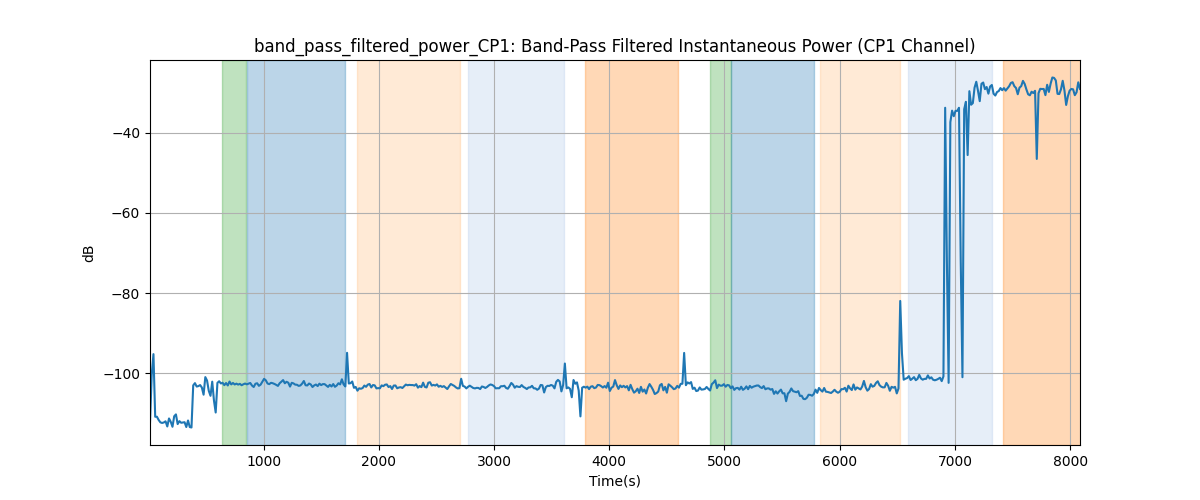 band_pass_filtered_power_CP1: Band-Pass Filtered Instantaneous Power (CP1 Channel)
−40
−60
−80
−100
dB
1000 2000 3000 4000 5000 6000 7000 8000
Time(s)